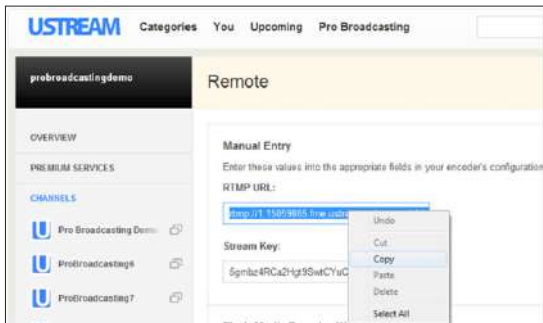 USTREAM Categories You Upcoming Pro Broadcasting
probroadcastingdemo
Remote
OVERVIEW
PREMIUM SERVICES
CHANNELS
Pro Broadcasting Demo
ProBroadcasting6
ProBroadcasting7
Manual Entry
Enter these values into the appropriate fields in your encoder's configuration
RTMP URL:
Stream Key:
Undo
Cut
Copy
Paste
Delete
Select All